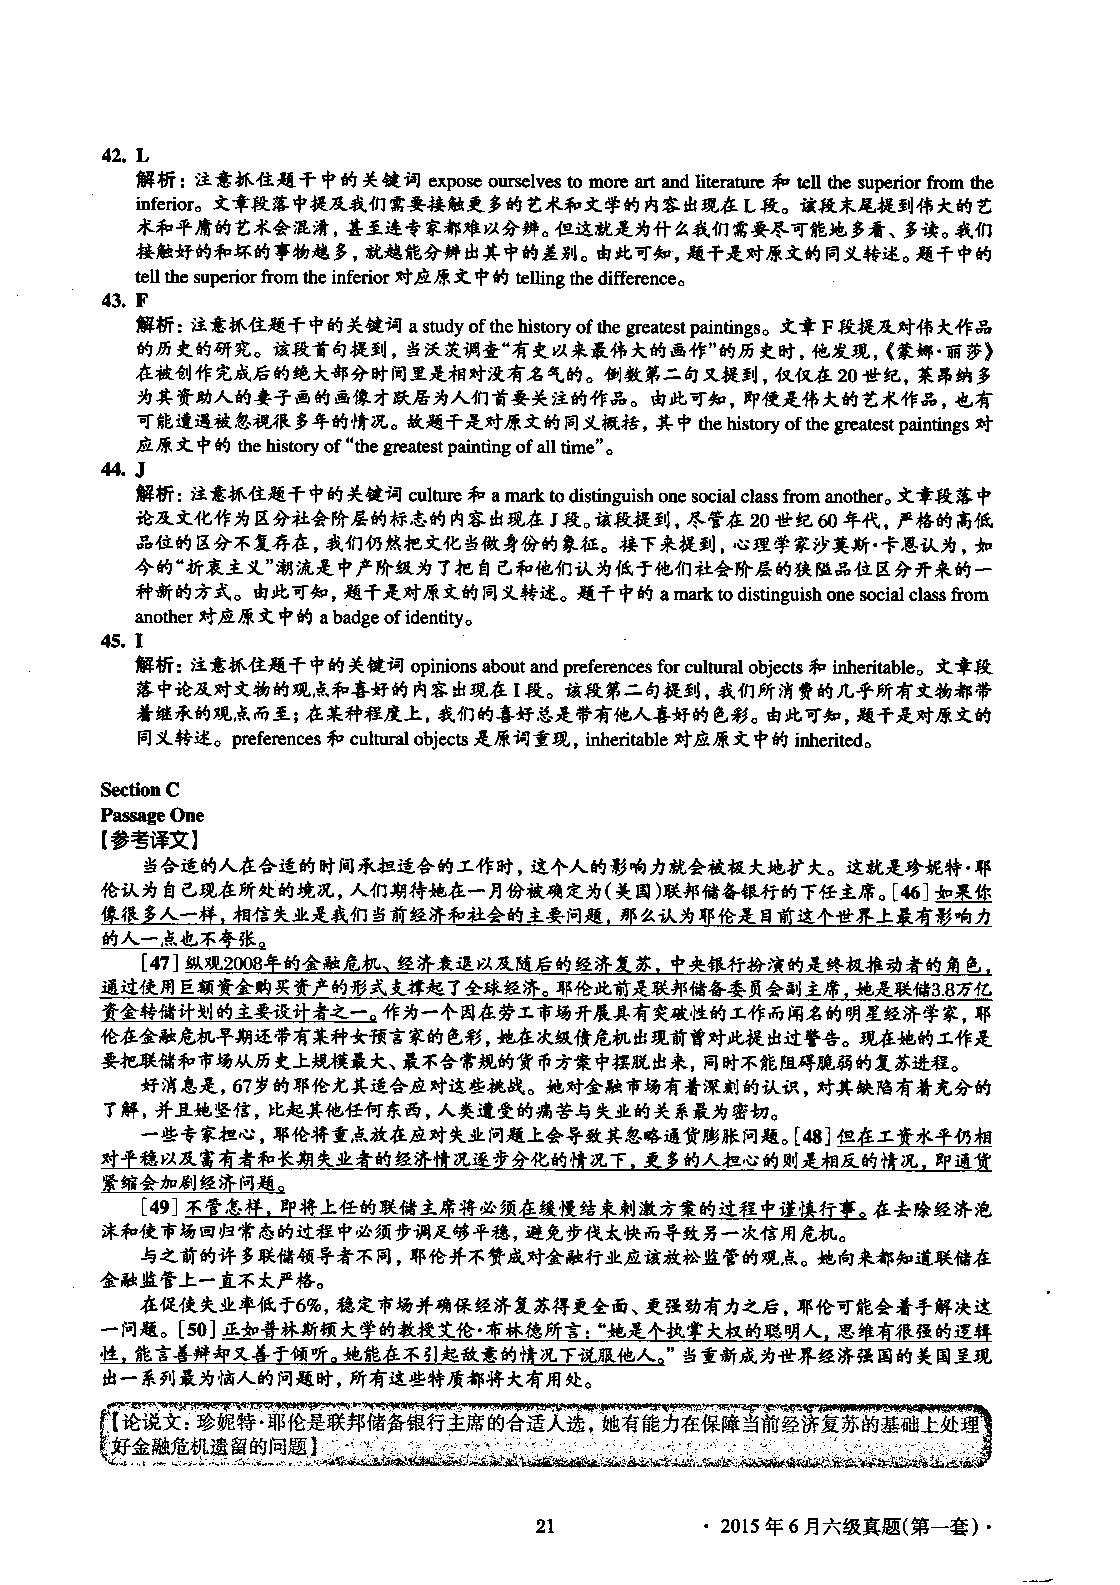 42. L
解析：注意抓住题干中的关键词 expose ourselves to more art and literature 和 tell the superior from the
inferior。文章段落中提及我们需要接触更多的艺术和文学的内容出现在 L 段。该段末尾提到伟大的艺
术和平庸的艺术会混淆，甚至连专家都难以分辨。但这就是为什么我们需要尽可能地多看、多读。我们
接触好的和坏的事物越多，就越能分辨出其中的差别。由此可知，题干是对原文的同义转述。题干中的
tell the superior from the inferior 对应原文中的 telling the difference。
43. F
解析：注意抓住题干中的关键词 a study of the history of the greatest paintings。文章 F 段提及对伟大作品
的历史的研究。该段首句提到，当沃茨调查“有史以来最伟大的画作”的历史时，他发现，《蒙娜·丽莎》
在被创作完成后的绝大部分时间里是相对没有名气的。倒数第二句又提到，仅仅在 20 世纪，莱昂纳多
为其资助人的妻子画的画像才跃居为人们首要关注的作品。由此可知，即便是伟大的艺术作品，也有
可能遭遇被忽视很多年的情况。故题干是对原文的同义概括，其中 the history of the greatest paintings 对
应原文中的 the history of “the greatest painting of all time”。
44. J
解析：注意抓住题干中的关键词 culture 和 a mark to distinguish one social class from another。文章段落中
论及文化作为区分社会阶层的标志的内容出现在 J 段。该段提到，尽管在 20 世纪 60 年代，严格的高低
品位的区分不复存在，我们仍然把文化当做身份的象征。接下来提到，心理学家沙莫斯·卡恩认为，如
今的“折衷主义”潮流是中产阶级为了把自己和他们认为低于他们社会阶层的狭隘品位区分开来的一
种新的方式。由此可知，题干是对原文的同义转述。题干中的 a mark to distinguish one social class from
another 对应原文中的 a badge of identity。
45. I
解析：注意抓住题干中的关键词 opinions about and preferences for cultural objects 和 inheritable。文章段
落中论及对文物的观点和喜好的内容出现在 I 段。该段第二句提到，我们所消费的几乎所有文物都带
着继承的观点而至；在某种程度上，我们的喜好总是带有他人喜好的色彩。由此可知，题干是对原文的
同义转述。preferences 和 cultural objects 是原词重现，inheritable 对应原文中的 inherited。
Section C
Passage One
【参考译文】
当合适的人在合适的时间承担适合的工作时，这个人的影响力就会被极大地扩大。这就是珍妮特·耶
伦认为自己现在所处的境况，人们期待她在一月份被确定为（美国）联邦储备银行的下任主席。[46] 如果你
像很多人一样，相信失业是我们当前经济和社会的主要问题，那么认为耶伦是目前这个世界上最有影响力
的人一点也不夸张。
[47] 纵观2008年的金融危机、经济衰退以及随后的经济复苏，中央银行扮演的是终极推动者的角色，
通过使用巨额资金购买资产的形式支撑起了全球经济。耶伦此前是联邦储备委员会副主席，她是联储3.8万亿
资金转储计划的主要设计者之一。作为一个因在劳工市场开展具有突破性的工作而闻名的明星经济学家，耶
伦在金融危机早期还带有某种女预言家的色彩，她在次级债危机出现前曾对此提出过警告。现在她的工作是
要把联储和市场从历史上规模最大、最不合常规的货币方案中摆脱出来，同时不能阻碍脆弱的复苏进程。
好消息是，67岁的耶伦尤其适合应对这些挑战。她对金融市场有着深刻的认识，对其缺陷有着充分的
了解，并且她坚信，比起其他任何东西，人类遭受的痛苦与失业的关系最为密切。
一些专家担心，耶伦将重点放在应对失业问题上会导致其忽略通货膨胀问题。[48] 但在工资水平仍相
对平稳以及富有者和长期失业者的经济情况逐步分化的情况下，更多的人担心的则是相反的情况，即通货
紧缩会加剧经济问题。
[49] 不管怎样，即将上任的联储主席将必须在缓慢结束刺激方案的过程中谨慎行事。在去除经济泡
沫和使市场回归常态的过程中必须步调足够平稳，避免步伐太快而导致另一次信用危机。
与之前的许多联储领导者不同，耶伦并不赞成对金融行业应该放松监管的观点。她向来都知道联储在
金融监管上一直不太严格。
在促使失业率低于6%，稳定市场并确保经济复苏得更全面、更强劲有力之后，耶伦可能会着手解决这
一问题。[50] 正如普林斯顿大学的教授艾伦·布林德所言：“她是个执掌大权的聪明人，思维有很强的逻辑
性，能言善辩却又善于倾听。她能在不引起敌意的情况下说服他人。”当重新成为世界经济强国的美国呈现
出一系列最为恼人的问题时，所有这些特质都将大有用处。
【论说文：珍妮特·耶伦是联邦储备银行主席的合适人选，她有能力在保障当前经济复苏的基础上处理
好金融危机遗留的问题】
21
· 2015 年 6 月六级真题（第一套）·